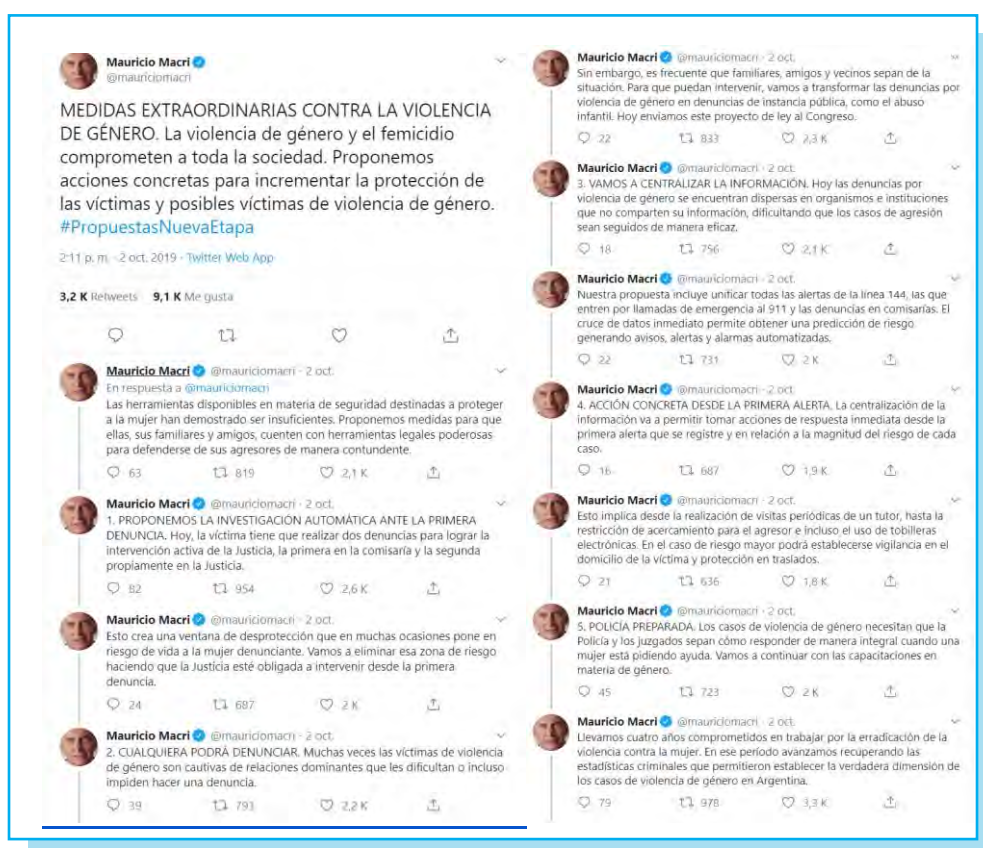 Mauricio Macri
@mauriciomacri
MEDIDAS EXTRAORDINARIAS CONTRA LA VIOLENCIA
DE GÉNERO. La violencia de género y el femicidio
comprometen a toda la sociedad. Proponemos
acciones concretas para incrementar la protección de
las víctimas y posibles víctimas de violencia de género.
#PropuestasNuevaEtapa
2:11 p. m. · 2 oct. 2019 · Twitter Web App
3,2 K Retweets 9,1 K Me gusta
Mauricio Macri @mauriciomacri · 2 oct.
En respuesta a @mauriciomacri
Las herramientas disponibles en materia de seguridad destinadas a proteger
a la mujer han demostrado ser insuficientes. Proponemos medidas para que
ellas, sus familiares y amigos, cuenten con herramientas legales poderosas
para defenderse de sus agresores de manera contundente.
63 819 2,1 K
Mauricio Macri @mauriciomacri · 2 oct.
1. PROPONEMOS LA INVESTIGACIÓN AUTOMÁTICA ANTE LA PRIMERA
DENUNCIA. Hoy, la víctima tiene que realizar dos denuncias para lograr la
intervención activa de la Justicia, la primera en la comisaría y la segunda
propiamente en la Justicia.
82 954 2,6 K
Mauricio Macri @mauriciomacri · 2 oct.
Esto crea una ventana de desprotección que en muchas ocasiones pone en
riesgo de vida a la mujer denunciante. Vamos a eliminar esa zona de riesgo
haciendo que la Justicia esté obligada a intervenir desde la primera
denuncia.
24 687 2 K
Mauricio Macri @mauriciomacri · 2 oct.
2. CUALQUIERA PODRÁ DENUNCIAR. Muchas veces las víctimas de violencia
de género son cautivas de relaciones dominantes que les dificultan o incluso
impiden hacer una denuncia.
39 793 2,2 K
Mauricio Macri @mauriciomacri · 2 oct.
Sin embargo, es frecuente que familiares, amigos y vecinos sepan de la
situación. Para que puedan intervenir, vamos a transformar las denuncias por
violencia de género en denuncias de instancia pública, como el abuso
infantil. Hoy enviamos este proyecto de ley al Congreso.
22 833 2,3 K
Mauricio Macri @mauriciomacri · 2 oct.
3. VAMOS A CENTRALIZAR LA INFORMACIÓN. Hoy las denuncias por
violencia de género se encuentran dispersas en organismos e instituciones
que no comparten su información, dificultando que los casos de agresión
sean seguidos de manera eficaz.
18 756 2,1 K
Mauricio Macri @mauriciomacri · 2 oct.
Nuestra propuesta incluye unificar todas las alertas de la línea 144, las que
entren por llamadas de emergencia al 911 y las denuncias en comisarías. El
cruce de datos inmediato permite obtener una predicción de riesgo
generando avisos, alertas y alarmas automatizadas.
22 731 2 K
Mauricio Macri @mauriciomacri · 2 oct.
4. ACCIÓN CONCRETA DESDE LA PRIMERA ALERTA. La centralización de la
información va a permitir tomar acciones de respuesta inmediata desde la
primera alerta que se registre y en relación a la magnitud del riesgo de cada
caso.
16 687 1,9 K
Mauricio Macri @mauriciomacri · 2 oct.
Esto implica desde la realización de visitas periódicas de un tutor, hasta la
restricción de acercamiento para el agresor e incluso el uso de tobilleras
electrónicas. En el caso de riesgo mayor podrá establecerse vigilancia en el
domicilio de la víctima y protección en traslados.
21 636 1,8 K
Mauricio Macri @mauriciomacri · 2 oct.
5. POLICÍA PREPARADA. Los casos de violencia de género necesitan que la
Policía y los juzgados sepan cómo responder de manera integral cuando una
mujer está pidiendo ayuda. Vamos a continuar con las capacitaciones en
materia de género.
45 723 2 K
Mauricio Macri @mauriciomacri · 2 oct.
Llevamos cuatro años comprometidos en trabajar por la erradicación de la
violencia contra la mujer. En ese período avanzamos recuperando las
estadísticas criminales que permitieron establecer la verdadera dimensión de
los casos de violencia de género en Argentina.
79 978 3,3 K